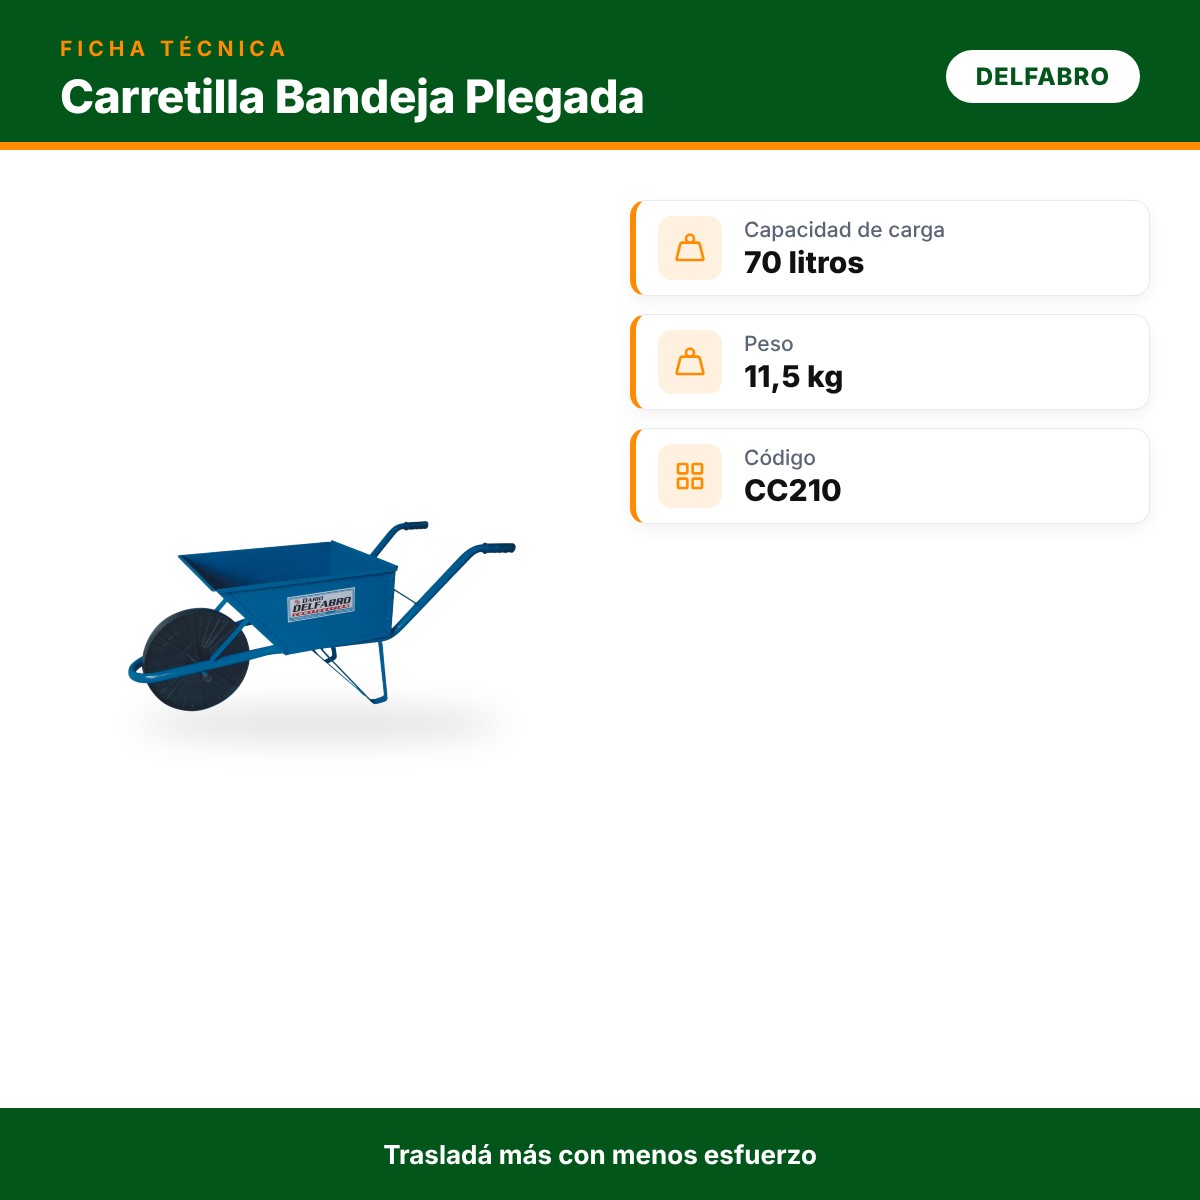 FICHA TÉCNICA
Carretilla Bandeja Plegada
DELFABRO
Capacidad de carga
70 litros
Peso
11,5 kg
Código
CC210
DARIO
DELFABRO
Trasladá más con menos esfuerzo